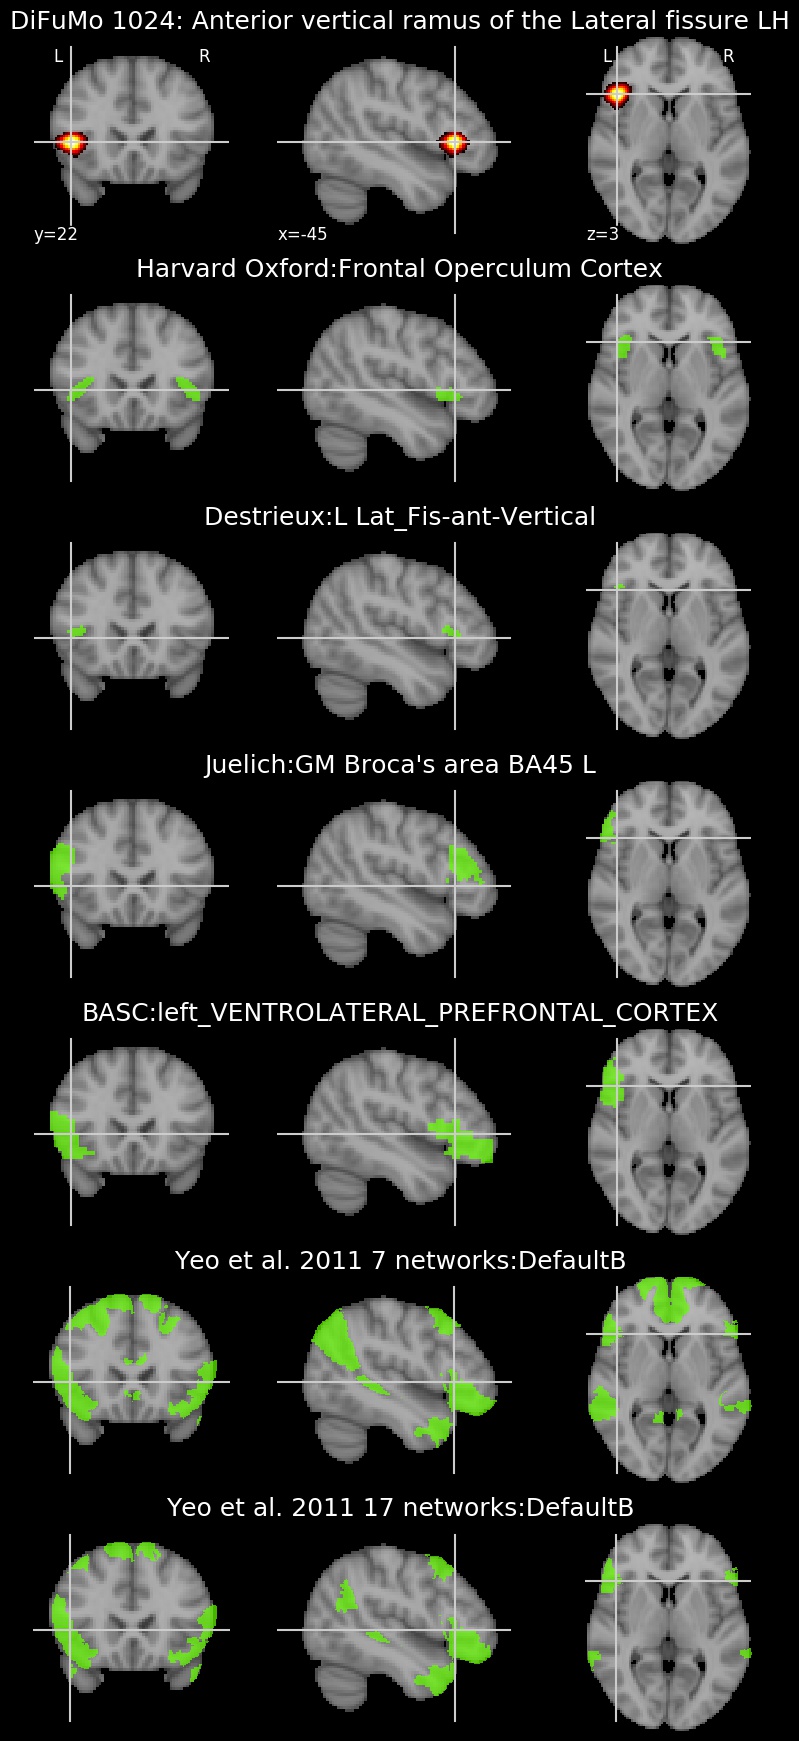 DiFuMo 1024: Anterior vertical ramus of the Lateral fissure LH
L R L R
y=22 x=-45 z=3
Harvard Oxford:Frontal Operculum Cortex
Destrieux:L Lat_Fis-ant-Vertical
Juelich:GM Broca's area BA45 L
BASC:left_VENTROLATERAL_PREFRONTAL_CORTEX
Yeo et al. 2011 7 networks:DefaultB
Yeo et al. 2011 17 networks:DefaultB